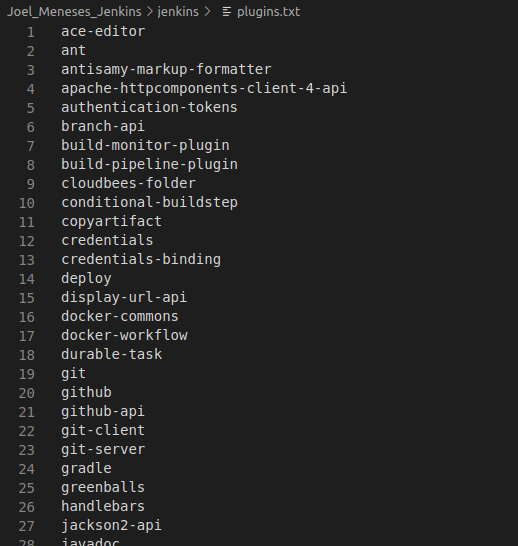 Joel_Meneses_Jenkins > jenkins > plugins.txt
1 ace-editor
2 ant
3 antisamy-markup-formatter
4 apache-httpcomponents-client-4-api
5 authentication-tokens
6 branch-api
7 build-monitor-plugin
8 build-pipeline-plugin
9 cloudbees-folder
10 conditional-buildstep
11 copyartifact
12 credentials
13 credentials-binding
14 deploy
15 display-url-api
16 docker-commons
17 docker-workflow
18 durable-task
19 git
20 github
21 github-api
22 git-client
23 git-server
24 gradle
25 greenballs
26 handlebars
27 jackson2-api
28 javadoc